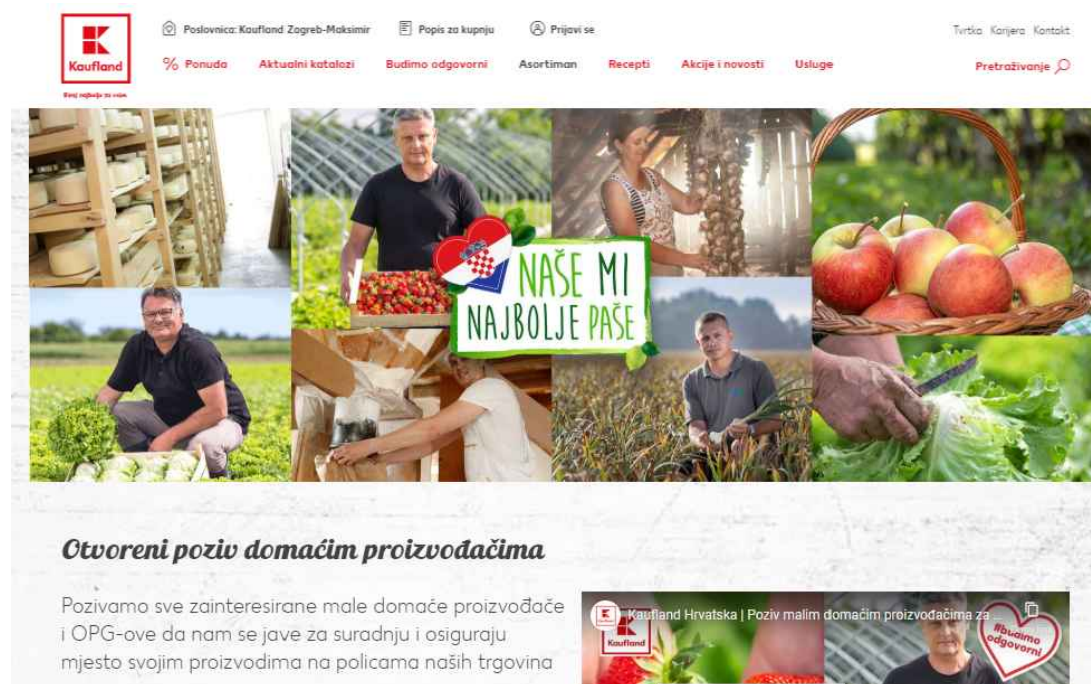 Kaufland
Poslovnica: Kaufland Zagreb-Maksimir
Popis za kupnju
Prijavi se
Tvrtka Karijera Kontakt
% Ponuda
Aktualni katalozi
Budimo odgovorni
Asortiman
Recepti
Akcije i novosti
Usluge
Pretraživanje
NAŠE MI
NAJBOLJE PAŠE
Otvoreni poziv domaćim proizvođačima
Pozivamo sve zainteresirane male domaće proizvođače
i OPG-ove da nam se jave za suradnju i osiguraju
mjesto svojim proizvodima na policama naših trgovina
Kaufland Hrvatska | Poziv malim domaćim proizvođačima za
Kaufland
#budimo
odgovorni